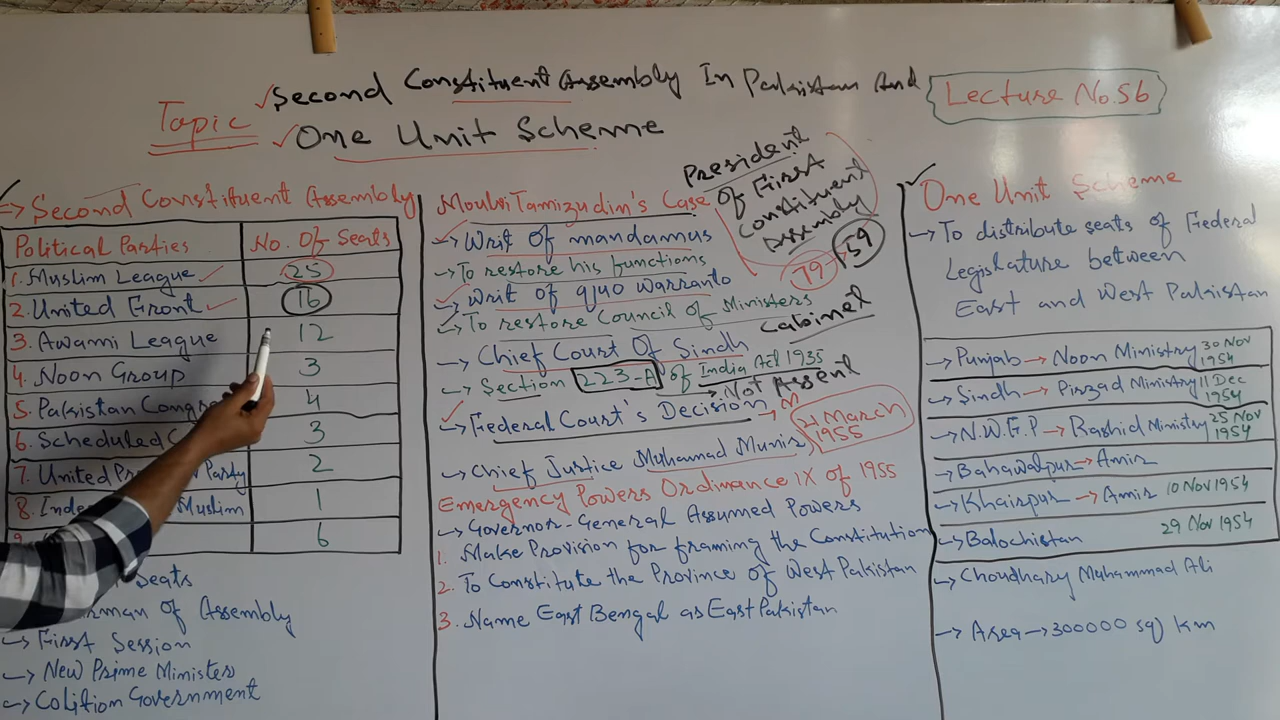 Topic
✓Second Constituent Assembly In Pakistan And
✓One Unit Scheme
Lecture No.56
⇒ Second Constituent Assembly
Political Parties No. Of Seats
1. Muslim League ✓ 25
2. United Front ✓ 16
3. Awami League 12
4. Noon Group 3
5. Pakistan 4
6. Scheduled 3
7. United Party 2
8. Muslim 1
9. 6
Seats
of Assembly
→ First Session
→ New Prime Minister
→ Colition Government
Moulvi Tamizudin's Case
→ Writ Of mandamus
→ To restore his functions
→ Writ of quo warranto
→ To restore Council of Ministers
→ Chief Court Of Sindh
→ Section 223-A of India Act 1935
→ Federal Court's Decision →
→ Chief Justice Muhamad Munir
President
Of First
Constituent
Assembly
79 59
Cabinet
→ Not Assent
21 March
1955
Emergency Powers Ordinance IX of 1955
→ Governor-General Assumed Powers
1. Make Provision for framing the Constitution
2. To Constitute the Province of West Pakistan
3. Name East Bengal as East Pakistan
✓ One Unit Scheme
→ To distribute seats of Federal
Legislature between
East and West Pakistan
→ Punjab → Noon Ministry 30 Nov 1954
→ Sindh → Pirzad Ministry 11 Dec 1954
→ N.W.F.P → Rashid Ministry 25 Nov 1954
→ Bahawalpur → Amir
→ Khairpur → Amir 10 Nov 1954
→ Balochistan 29 Nov 1954
→ Choudhary Muhammad Ali
→ Area → 300000 sq km